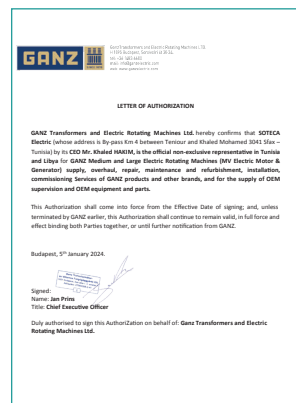 GANZ
Ganz Transformers and Electric Rotating Machines Ltd.
LETTER OF AUTHORIZATION
GANZ Transformers and Electric Rotating Machines Ltd. hereby confirms that SOTECA
Electric (whose address is By-pass Km 4 between Teniour and Khaled Mohamed 3041 Sfax –
Tunisia) by its CEO Mr. Khaled HAKIM, is the official non-exclusive representative in Tunisia
and Libya for GANZ Medium and Large Electric Rotating Machines (MV Electric Motor &
Generator) supply, overhaul, repair, maintenance and refurbishment, installation,
commissioning Services of GANZ products and other brands, and for the supply of OEM
supervision and OEM equipment and parts.
This Authorization shall come into force from the Effective Date of signing; and, unless
terminated by GANZ earlier, this Authorization shall continue to remain valid, in full force and
effect binding both Parties together, or until further notification from GANZ.
Budapest, 5th January 2024.
Signed:
Name: Jan Prins
Title: Chief Executive Officer
Duly authorised to sign this AuthoriZation on behalf of: Ganz Transformers and Electric
Rotating Machines Ltd.